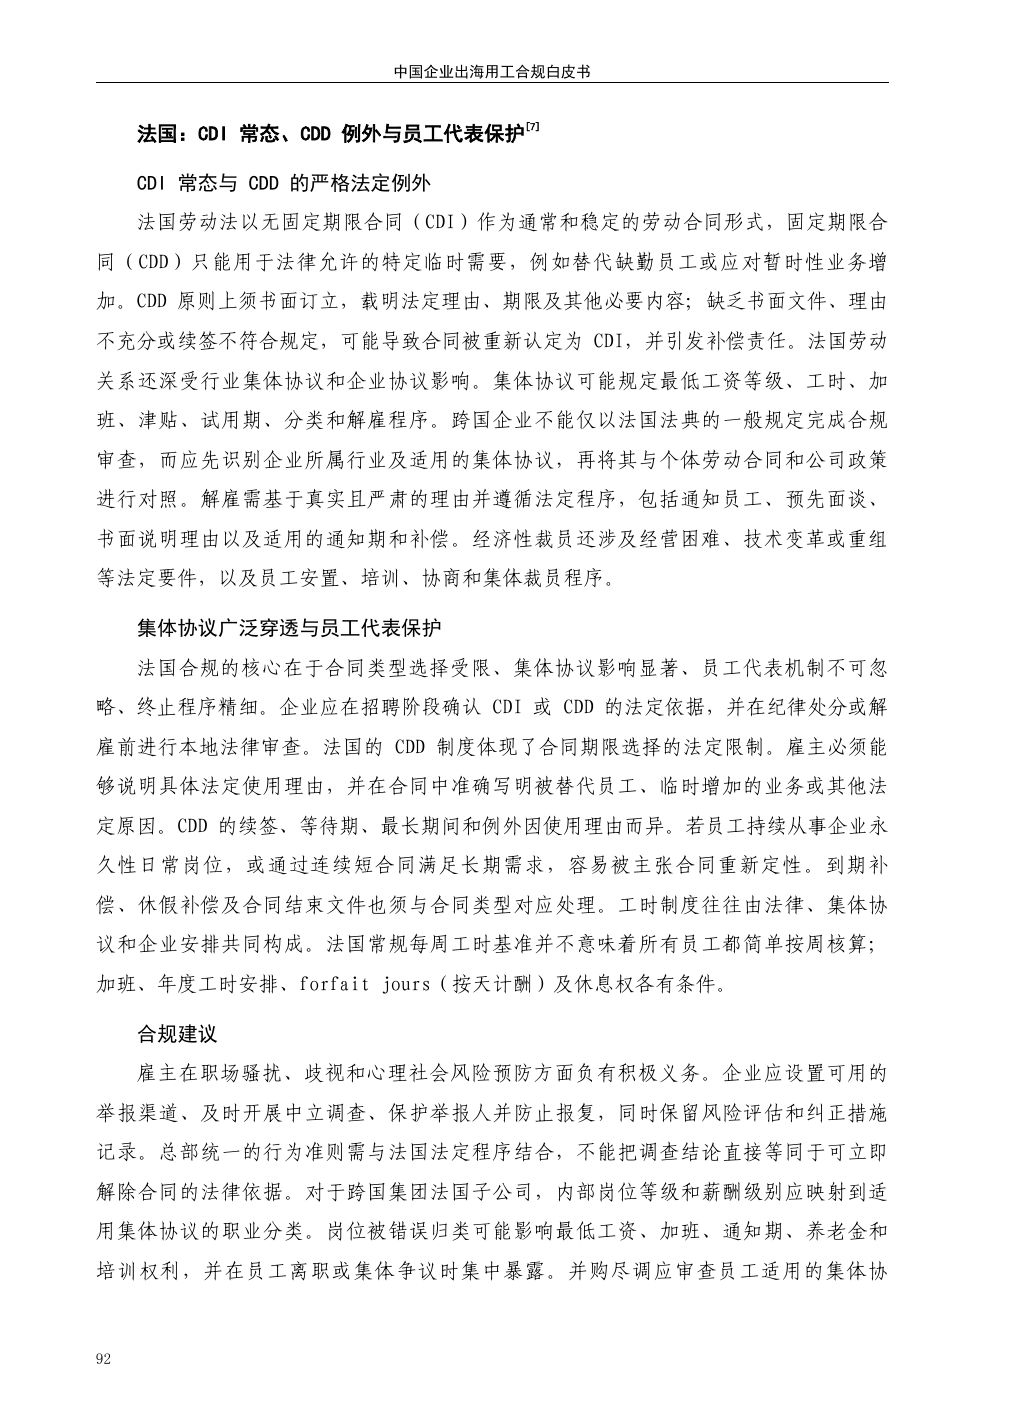 中国企业出海用工合规白皮书
法国：CDI 常态、CDD 例外与员工代表保护[7]
CDI 常态与 CDD 的严格法定例外
法国劳动法以无固定期限合同（CDI）作为通常和稳定的劳动合同形式，固定期限合
同（CDD）只能用于法律允许的特定临时需要，例如替代缺勤员工或应对暂时性业务增
加。CDD 原则上须书面订立，载明法定理由、期限及其他必要内容；缺乏书面文件、理由
不充分或续签不符合规定，可能导致合同被重新认定为 CDI，并引发补偿责任。法国劳动
关系还深受行业集体协议和企业协议影响。集体协议可能规定最低工资等级、工时、加
班、津贴、试用期、分类和解雇程序。跨国企业不能仅以法国法典的一般规定完成合规
审查，而应先识别企业所属行业及适用的集体协议，再将其与个体劳动合同和公司政策
进行对照。解雇需基于真实且严肃的理由并遵循法定程序，包括通知员工、预先面谈、
书面说明理由以及适用的通知期和补偿。经济性裁员还涉及经营困难、技术变革或重组
等法定要件，以及员工安置、培训、协商和集体裁员程序。
集体协议广泛穿透与员工代表保护
法国合规的核心在于合同类型选择受限、集体协议影响显著、员工代表机制不可忽
略、终止程序精细。企业应在招聘阶段确认 CDI 或 CDD 的法定依据，并在纪律处分或解
雇前进行本地法律审查。法国的 CDD 制度体现了合同期限选择的法定限制。雇主必须能
够说明具体法定使用理由，并在合同中准确写明被替代员工、临时增加的业务或其他法
定原因。CDD 的续签、等待期、最长期间和例外因使用理由而异。若员工持续从事企业永
久性日常岗位，或通过连续短合同满足长期需求，容易被主张合同重新定性。到期补
偿、休假补偿及合同结束文件也须与合同类型对应处理。工时制度往往由法律、集体协
议和企业安排共同构成。法国常规每周工时基准并不意味着所有员工都简单按周核算；
加班、年度工时安排、forfait jours（按天计酬）及休息权各有条件。
合规建议
雇主在职场骚扰、歧视和心理社会风险预防方面负有积极义务。企业应设置可用的
举报渠道、及时开展中立调查、保护举报人并防止报复，同时保留风险评估和纠正措施
记录。总部统一的行为准则需与法国法定程序结合，不能把调查结论直接等同于可立即
解除合同的法律依据。对于跨国集团法国子公司，内部岗位等级和薪酬级别应映射到适
用集体协议的职业分类。岗位被错误归类可能影响最低工资、加班、通知期、养老金和
培训权利，并在员工离职或集体争议时集中暴露。并购尽调应审查员工适用的集体协
92